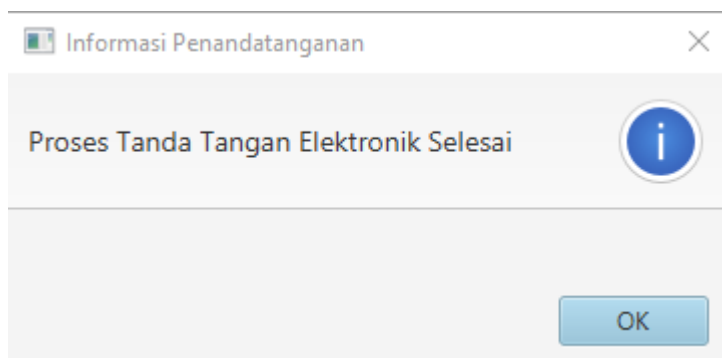 Informasi Penandatanganan
Proses Tanda Tangan Elektronik Selesai
i
OK